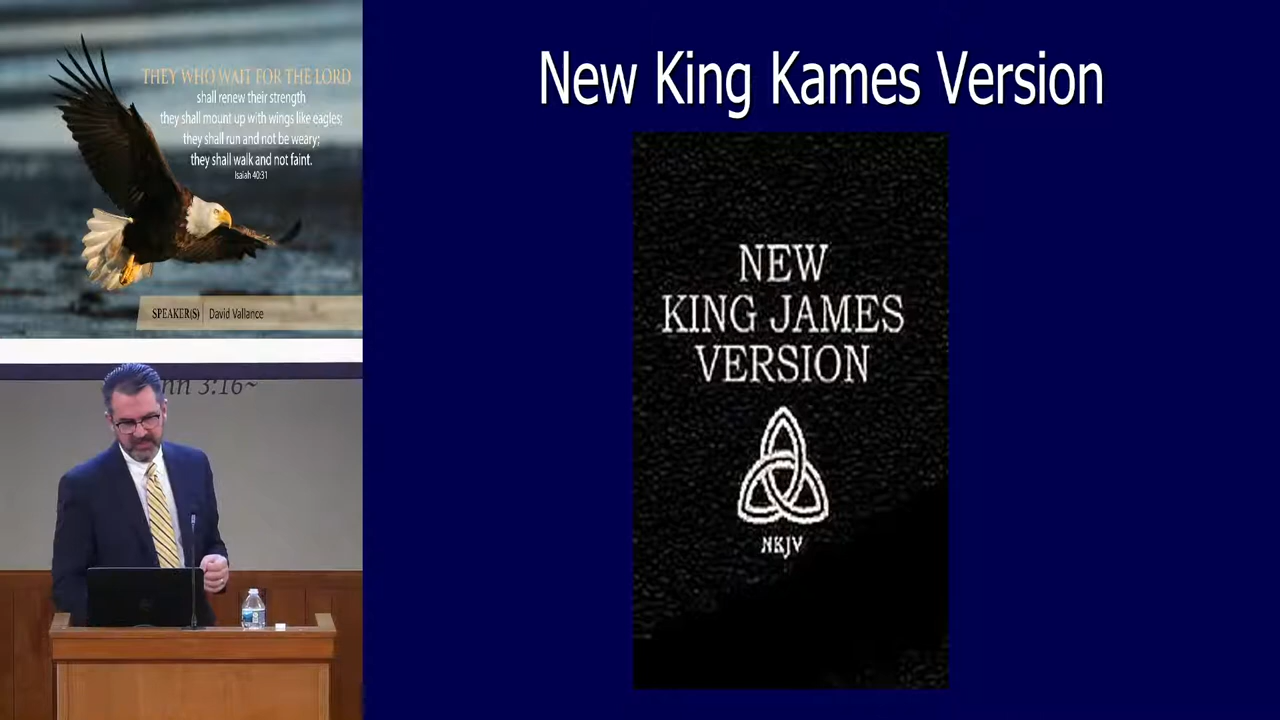 THEY WHO WAIT FOR THE LORD
shall renew their strength
they shall mount up with wings like eagles;
they shall run and not be weary;
they shall walk and not faint.
Isaiah 40:31
SPEAKER(S) David Vallance
3:16~
New King Kames Version
NEW
KING JAMES
VERSION
NKJV